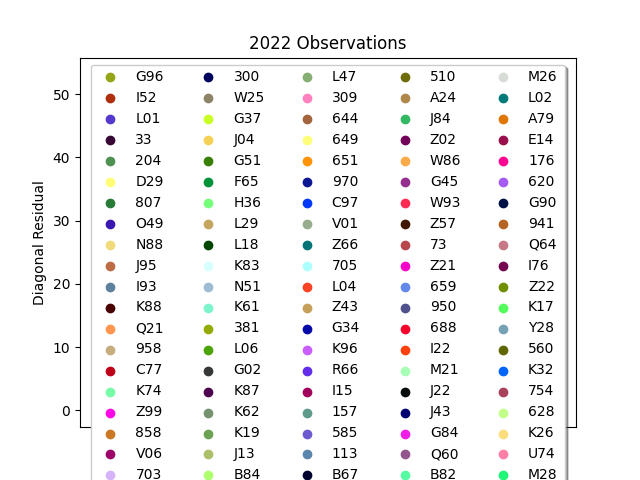 2022 Observations
Diagonal Residual
50
40
30
20
10
0
G96 300 L47 510 M26
I52 W25 309 A24 L02
L01 G37 644 J84 A79
33 J04 649 Z02 E14
204 G51 651 W86 176
D29 F65 970 G45 620
807 H36 C97 W93 G90
O49 L29 V01 Z57 941
N88 L18 Z66 73 Q64
J95 K83 705 Z21 I76
I93 N51 L04 659 Z22
K88 K61 Z43 950 K17
Q21 381 G34 688 Y28
958 L06 K96 I22 560
C77 G02 R66 M21 K32
K74 K87 I15 J22 754
Z99 K62 157 J43 628
858 K19 585 G84 K26
V06 J13 113 Q60 U74
703 B84 B67 B82 M28